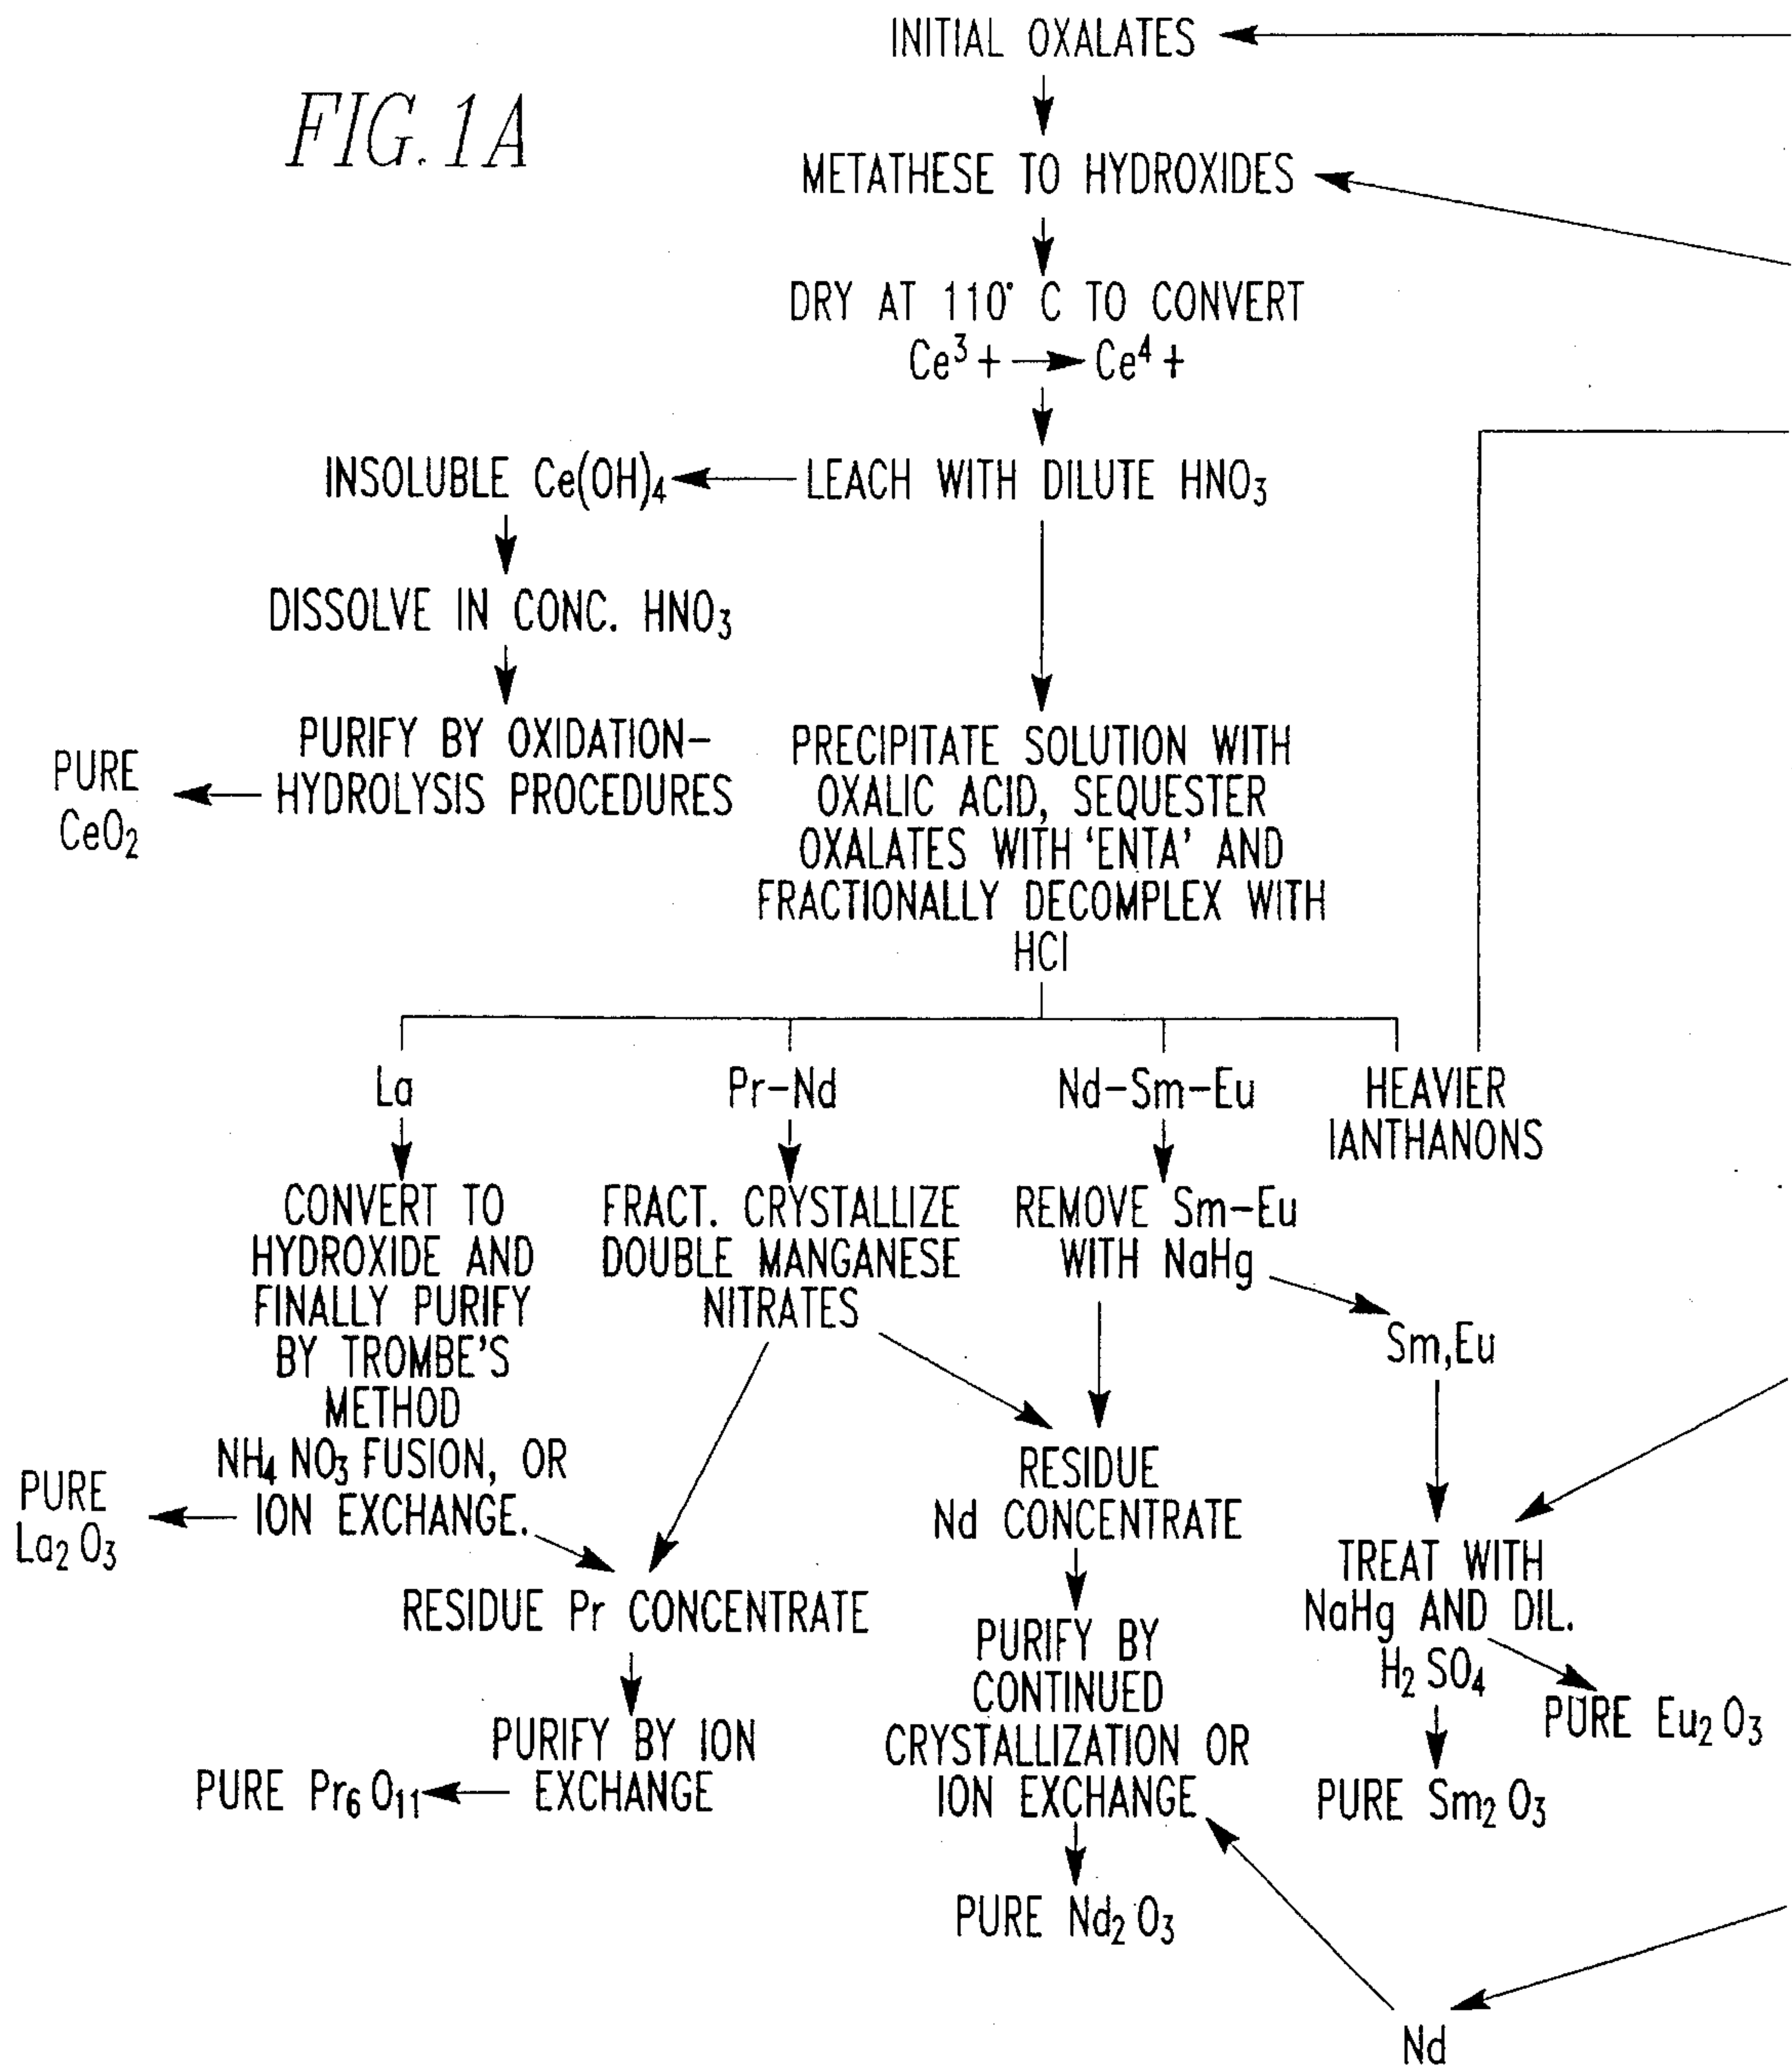 FIG. 1A
INITIAL OXALATES
METATHESE TO HYDROXIDES
DRY AT 110° C TO CONVERT
Ce³+ → Ce⁴+
INSOLUBLE Ce(OH)₄
LEACH WITH DILUTE HNO₃
DISSOLVE IN CONC. HNO₃
PURIFY BY OXIDATION–
HYDROLYSIS PROCEDURES
PURE
CeO₂
PRECIPITATE SOLUTION WITH
OXALIC ACID, SEQUESTER
OXALATES WITH 'ENTA' AND
FRACTIONALLY DECOMPLEX WITH
HCl
La
Pr–Nd
Nd–Sm–Eu
HEAVIER
IANTHANONS
CONVERT TO
HYDROXIDE AND
FINALLY PURIFY
BY TROMBE'S
METHOD
NH₄ NO₃ FUSION, OR
ION EXCHANGE.
PURE
La₂ O₃
FRACT. CRYSTALLIZE
DOUBLE MANGANESE
NITRATES
REMOVE Sm–Eu
WITH NaHg
Sm,Eu
RESIDUE
Nd CONCENTRATE
TREAT WITH
NaHg AND DIL.
H₂ SO₄
RESIDUE Pr CONCENTRATE
PURIFY BY
CONTINUED
CRYSTALLIZATION OR
ION EXCHANGE
PURE Eu₂ O₃
PURIFY BY ION
EXCHANGE
PURE Pr₆ O₁₁
PURE Sm₂ O₃
PURE Nd₂ O₃
Nd